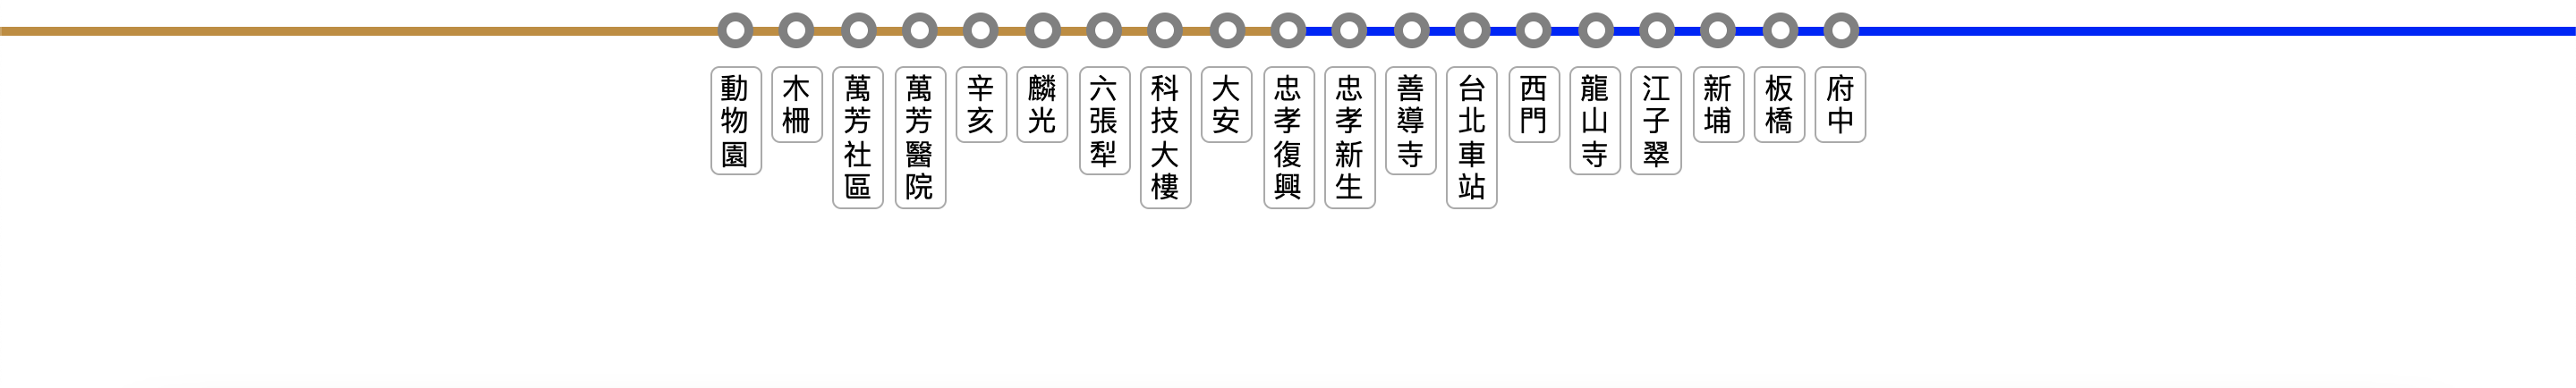 動物園
木柵
萬芳社區
萬芳醫院
辛亥
麟光
六張犁
科技大樓
大安
忠孝復興
忠孝新生
善導寺
台北車站
西門
龍山寺
江子翠
新埔
板橋
府中